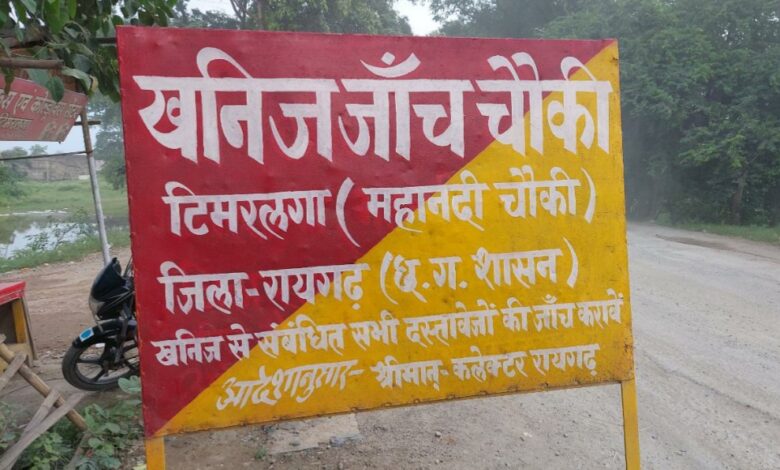 खनिज जाँच चौकी
टिमरलगा (महानदी चौकी)
जिला-रायगढ़ (छ.ग. शासन)
खनिज से संबंधित सभी दस्तावेजों की जाँच करावें
आदेशानुसार- श्रीमान्- कलेक्टर रायगढ़